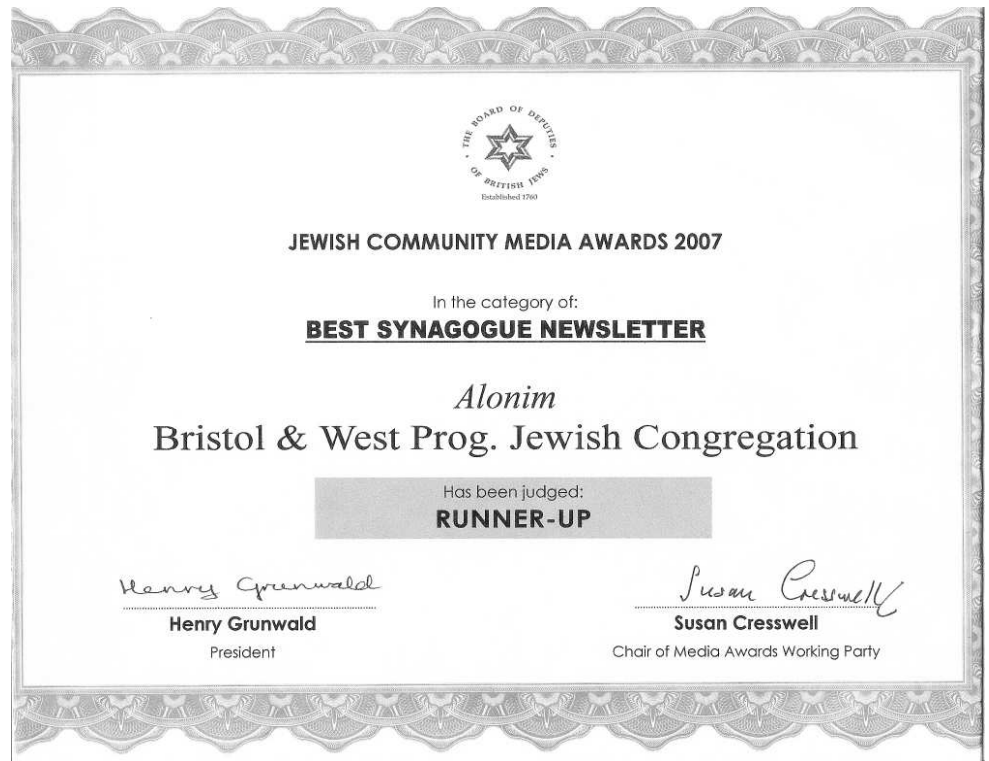 THE BOARD OF DEPUTIES
OF BRITISH JEWS
Established 1760
JEWISH COMMUNITY MEDIA AWARDS 2007
In the category of:
BEST SYNAGOGUE NEWSLETTER
Alonim
Bristol & West Prog. Jewish Congregation
Has been judged:
RUNNER-UP
Henry Grunwald Susan Cresswell
Henry Grunwald Susan Cresswell
President Chair of Media Awards Working Party